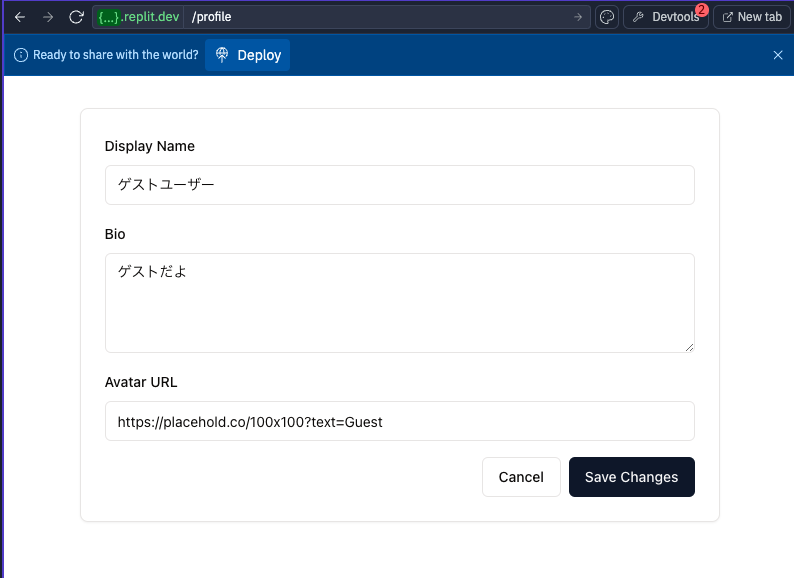 {...}.replit.dev /profile
Devtools 2
New tab
Ready to share with the world? Deploy
Display Name
ゲストユーザー
Bio
ゲストだよ
Avatar URL
https://placehold.co/100x100?text=Guest
Cancel Save Changes